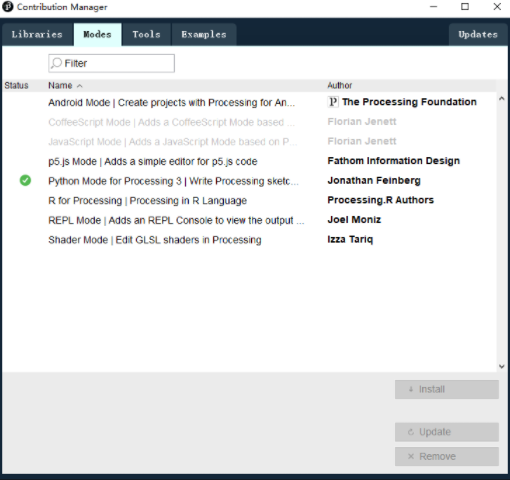 Contribution Manager
Libraries Modes Tools Examples Updates
Filter
Status Name Author
Android Mode | Create projects with Processing for An... P The Processing Foundation
CoffeeScript Mode | Adds a CoffeeScript Mode based ... Florian Jenett
JavaScript Mode | Adds a JavaScript Mode based on P... Florian Jenett
p5.js Mode | Adds a simple editor for p5.js code Fathom Information Design
Python Mode for Processing 3 | Write Processing sketc... Jonathan Feinberg
R for Processing | Processing in R Language Processing.R Authors
REPL Mode | Adds an REPL Console to view the output ... Joel Moniz
Shader Mode | Edit GLSL shaders in Processing Izza Tariq
Install
Update
Remove